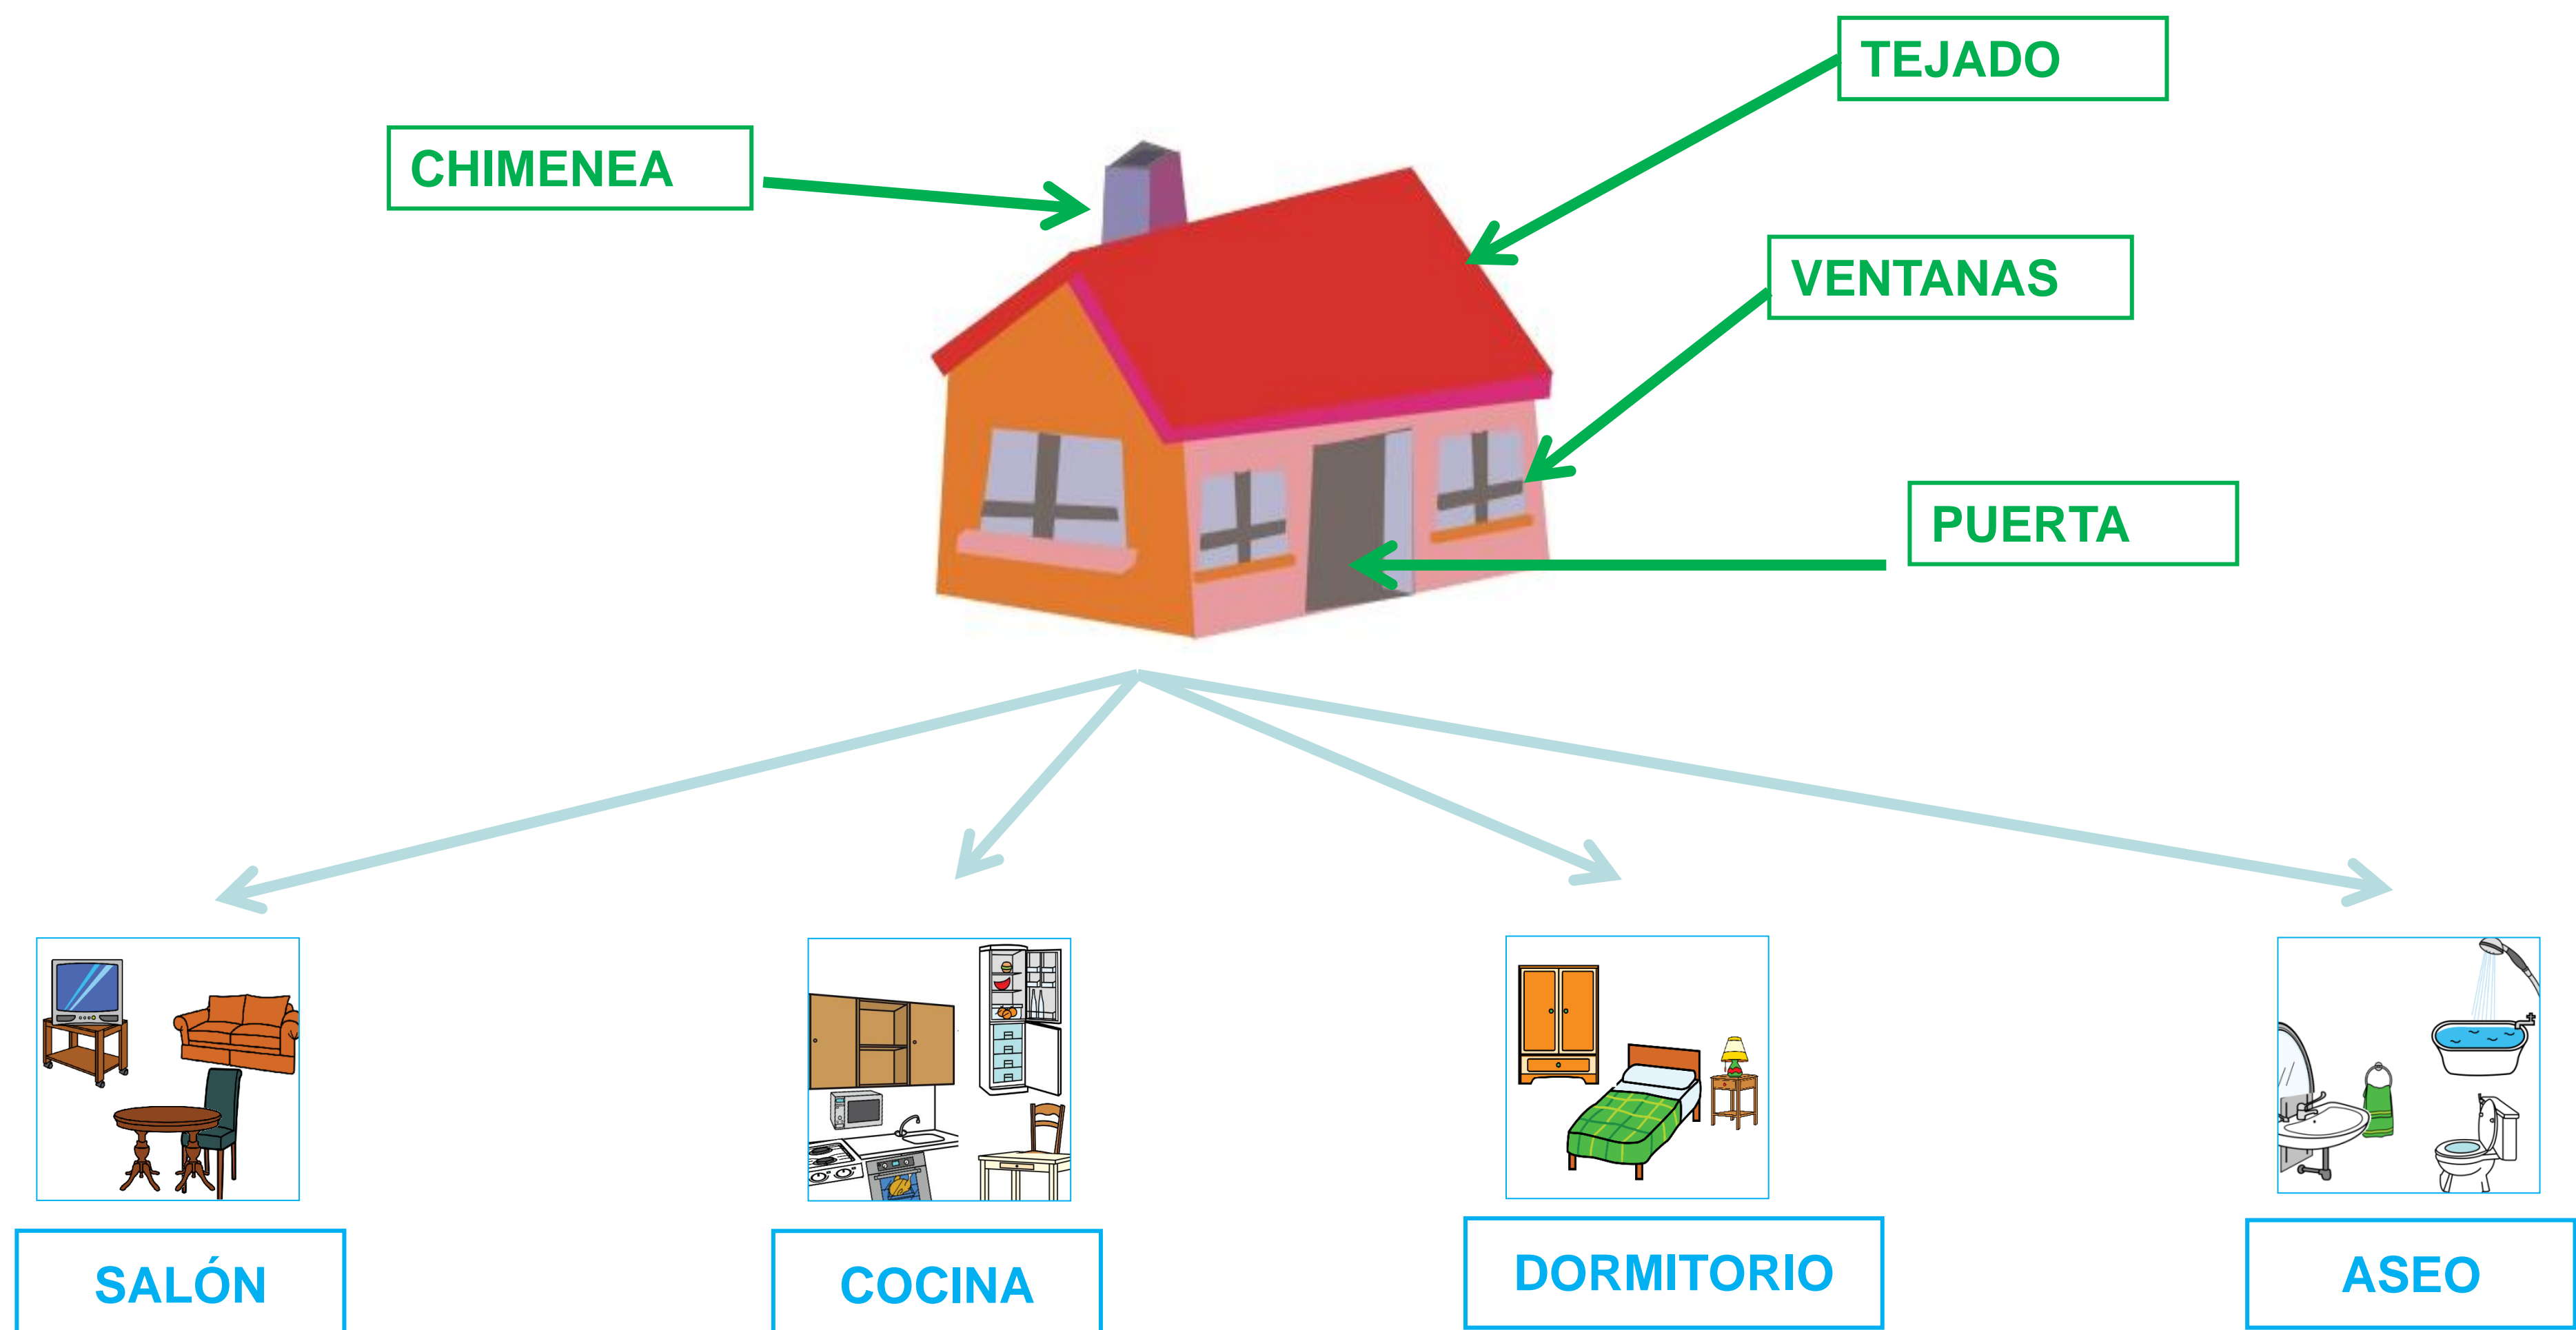 TEJADO
CHIMENEA
VENTANAS
PUERTA
SALÓN
COCINA
DORMITORIO
ASEO